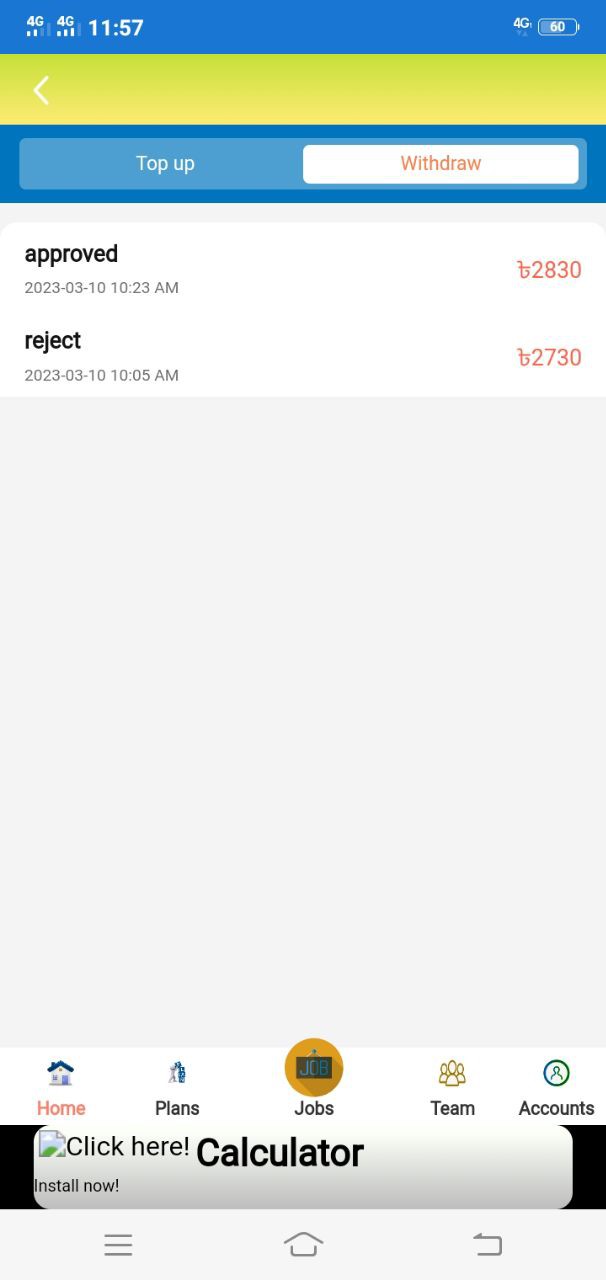 4G 4G 11:57 4G 60
Top up Withdraw
approved
2023-03-10 10:23 AM
৳2830
reject
2023-03-10 10:05 AM
৳2730
JOB
Home Plans Jobs Team Accounts
Click here! Calculator
Install now!